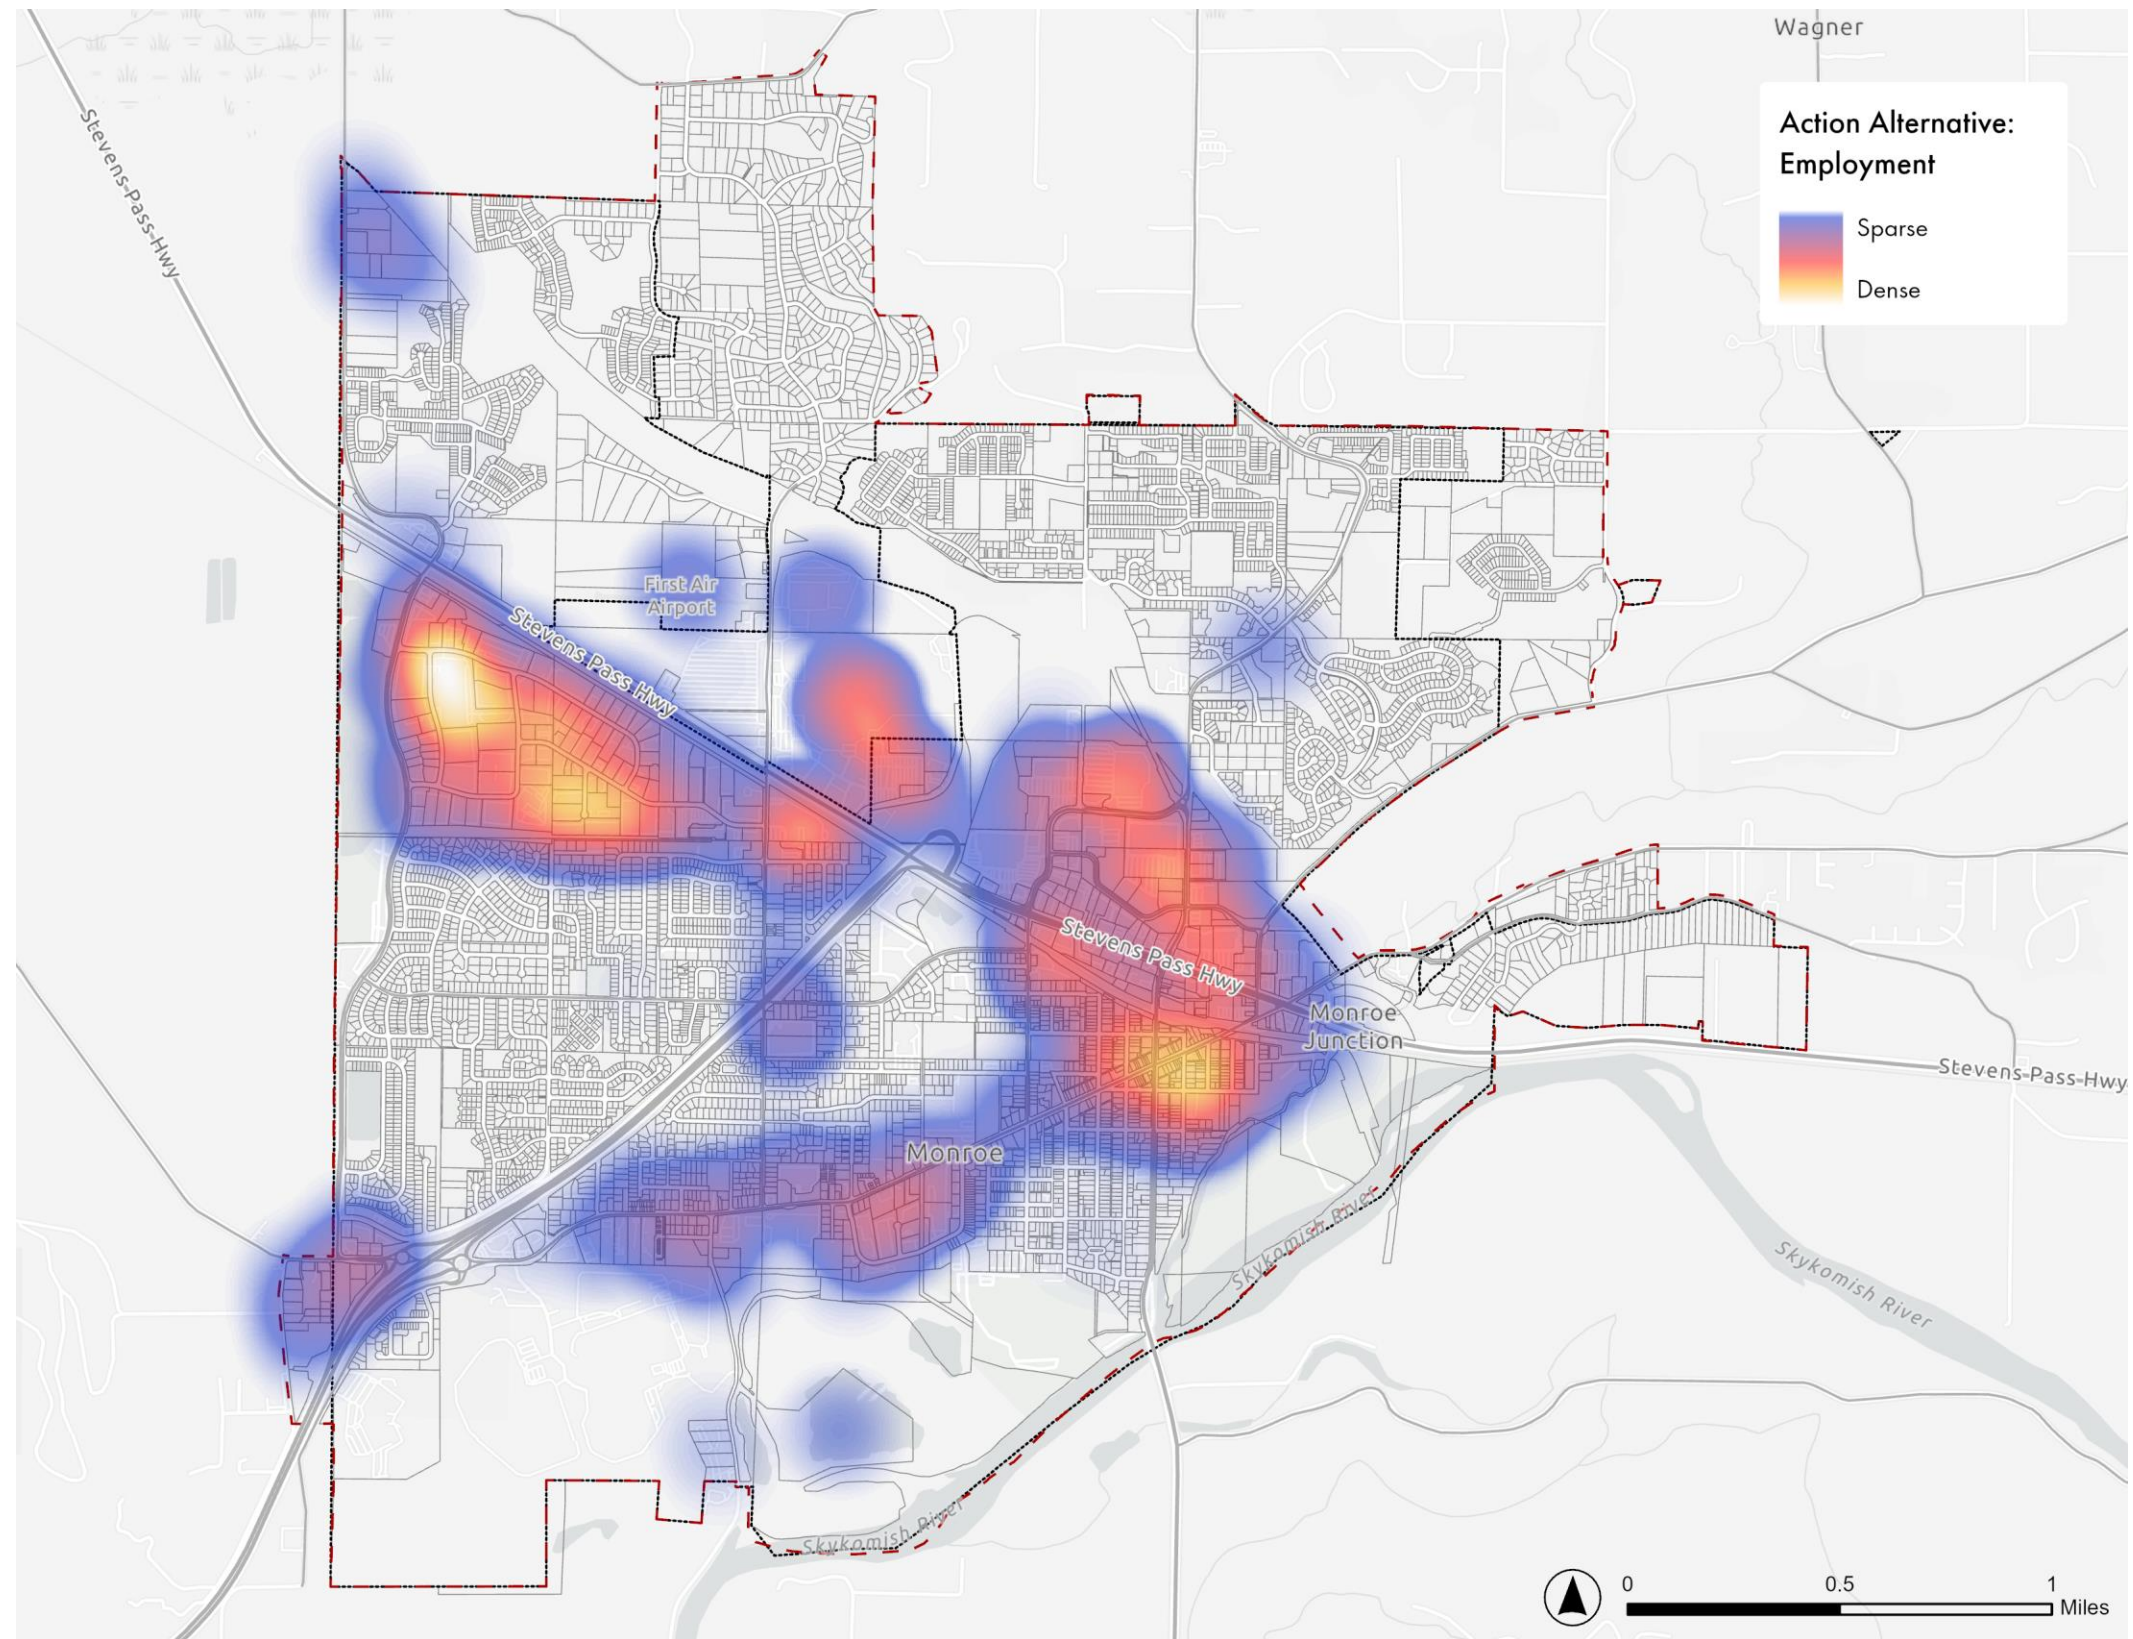 Wagner
Action Alternative:
Employment
Sparse
Dense
Stevens Pass Hwy
First Air
Airport
Stevens Pass Hwy
Stevens Pass Hwy
Monroe
Junction
Stevens Pass Hwy
Monroe
Skykomish River
Skykomish River
Skykomish River
0 0.5 1
Miles